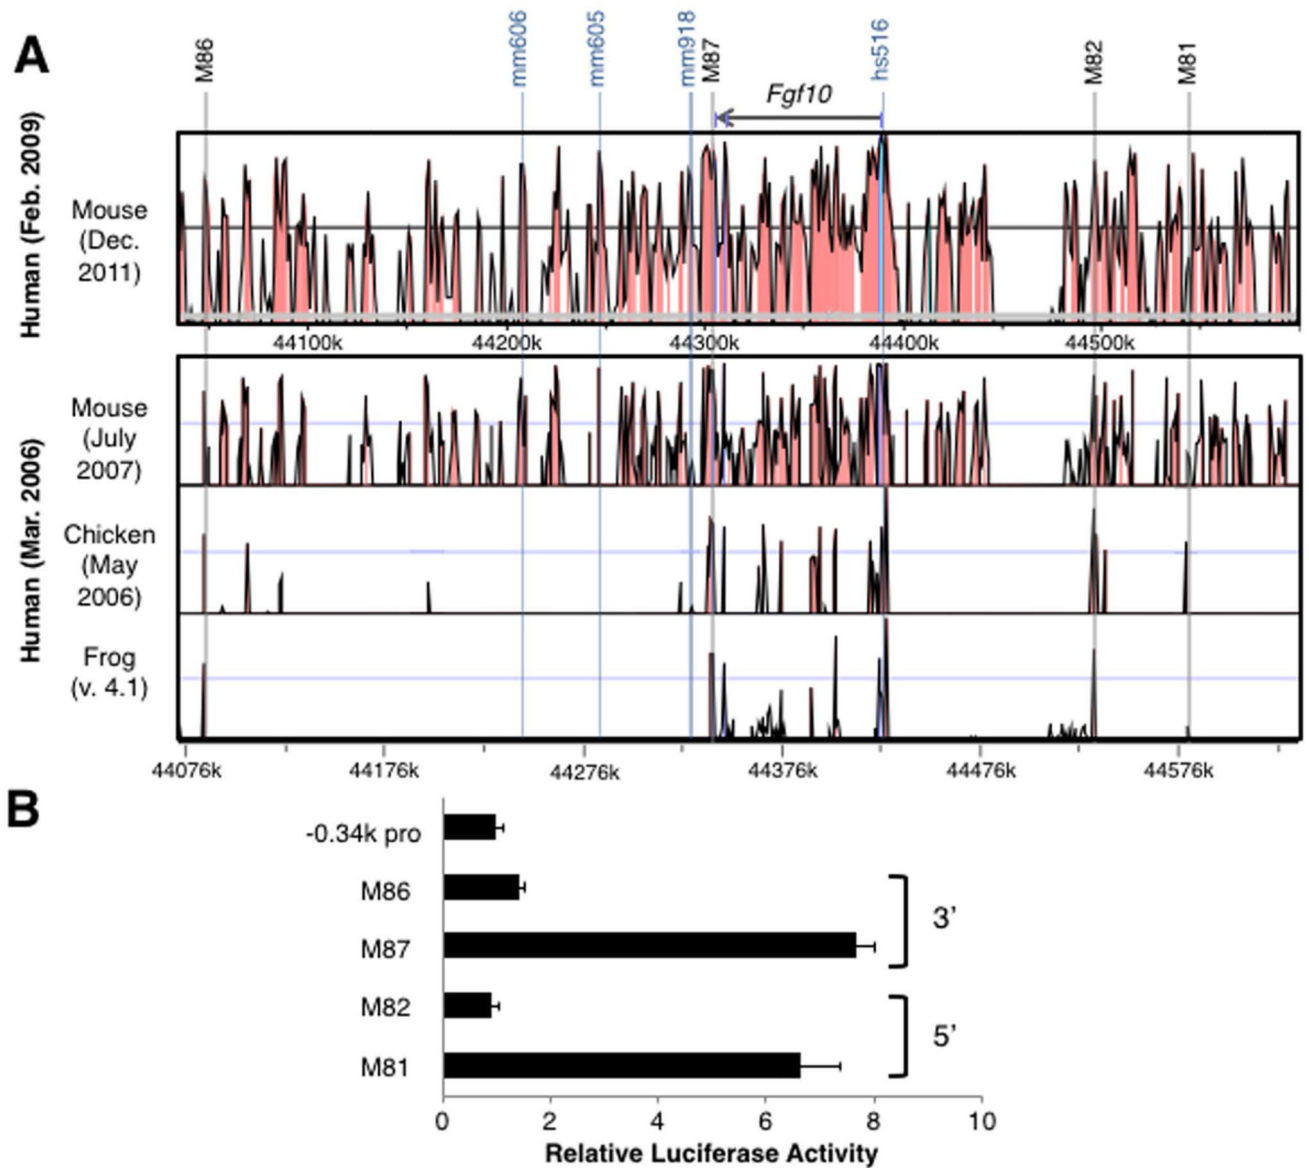 A
M86
mm606
mm605
mm918
M87
hs516
M82
M81
Fgf10
Human (Feb. 2009)
Mouse
(Dec.
2011)
44100k 44200k 44300k 44400k 44500k
Human (Mar. 2006)
Mouse
(July
2007)
Chicken
(May
2006)
Frog
(v. 4.1)
44076k 44176k 44276k 44376k 44476k 44576k
B
-0.34k pro
M86
M87
3’
M82
M81
5’
0 2 4 6 8 10
Relative Luciferase Activity